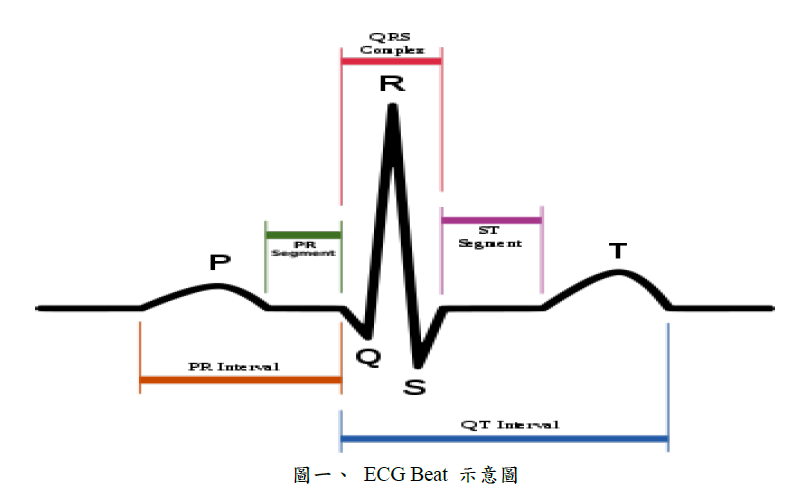 QRS
Complex
R
PR
Segment
ST
Segment
P
T
Q
S
PR Interval
QT Interval
圖一、 ECG Beat 示意圖